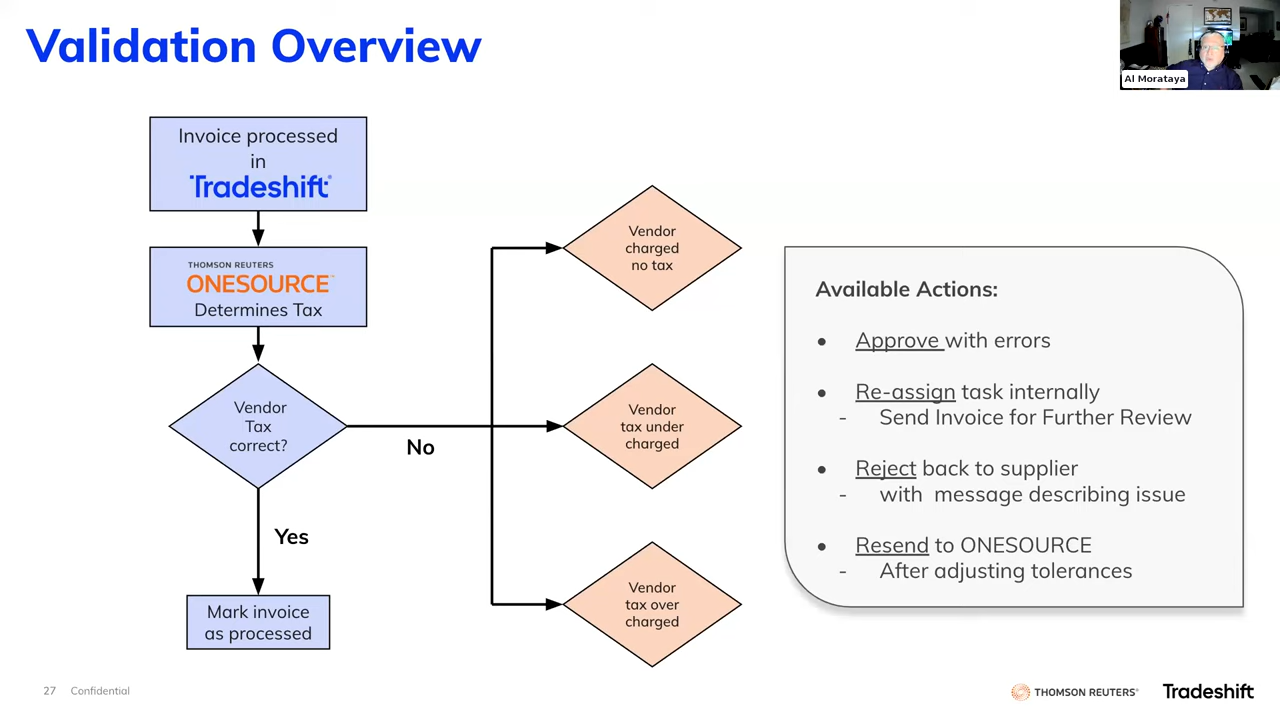 Validation Overview
Al Morataya
Invoice processed
in
Tradeshift
THOMSON REUTERS
ONESOURCE
Determines Tax
Vendor
Tax
correct?
No
Yes
Mark invoice
as processed
Vendor
charged
no tax
Vendor
tax under
charged
Vendor
tax over
charged
Available Actions:
• Approve with errors
• Re-assign task internally
- Send Invoice for Further Review
• Reject back to supplier
- with message describing issue
• Resend to ONESOURCE
- After adjusting tolerances
27 Confidential
THOMSON REUTERS®
Tradeshift